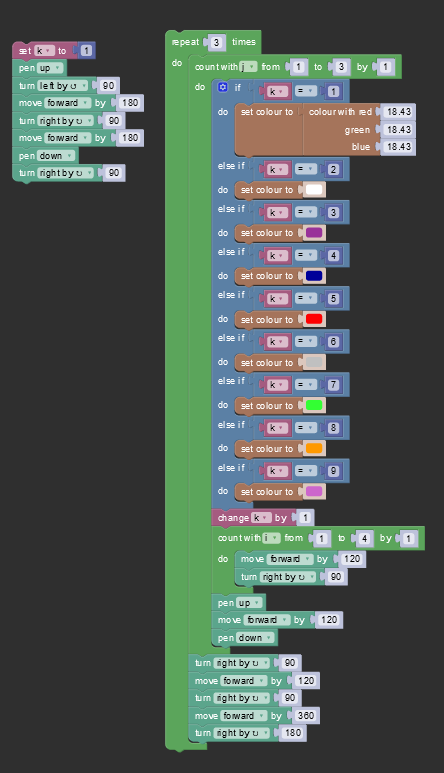 set k to 1
pen up
turn left by ↻ 90
move forward by 180
turn right by ↻ 90
move forward by 180
pen down
turn right by ↻ 90
repeat 3 times
do count with j from 1 to 3 by 1
do if k = 1
do set colour to colour with red 18.43
green 18.43
blue 18.43
else if k = 2
do set colour to
else if k = 3
do set colour to
else if k = 4
do set colour to
else if k = 5
do set colour to
else if k = 6
do set colour to
else if k = 7
do set colour to
else if k = 8
do set colour to
else if k = 9
do set colour to
change k by 1
count with i from 1 to 4 by 1
do move forward by 120
turn right by ↻ 90
pen up
move forward by 120
pen down
turn right by ↻ 90
move forward by 120
turn right by ↻ 90
move forward by 360
turn right by ↻ 180